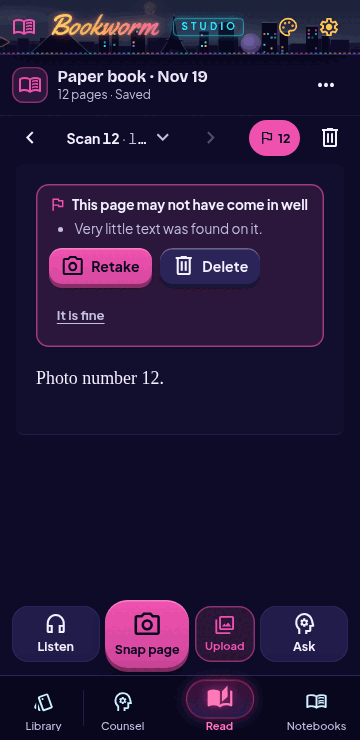 Bookworm STUDIO
Paper book · Nov 19
12 pages · Saved
Scan 12 · 1… 12
This page may not have come in well
• Very little text was found on it.
Retake Delete
It is fine
Photo number 12.
Listen Snap page Upload Ask
Library Counsel Read Notebooks